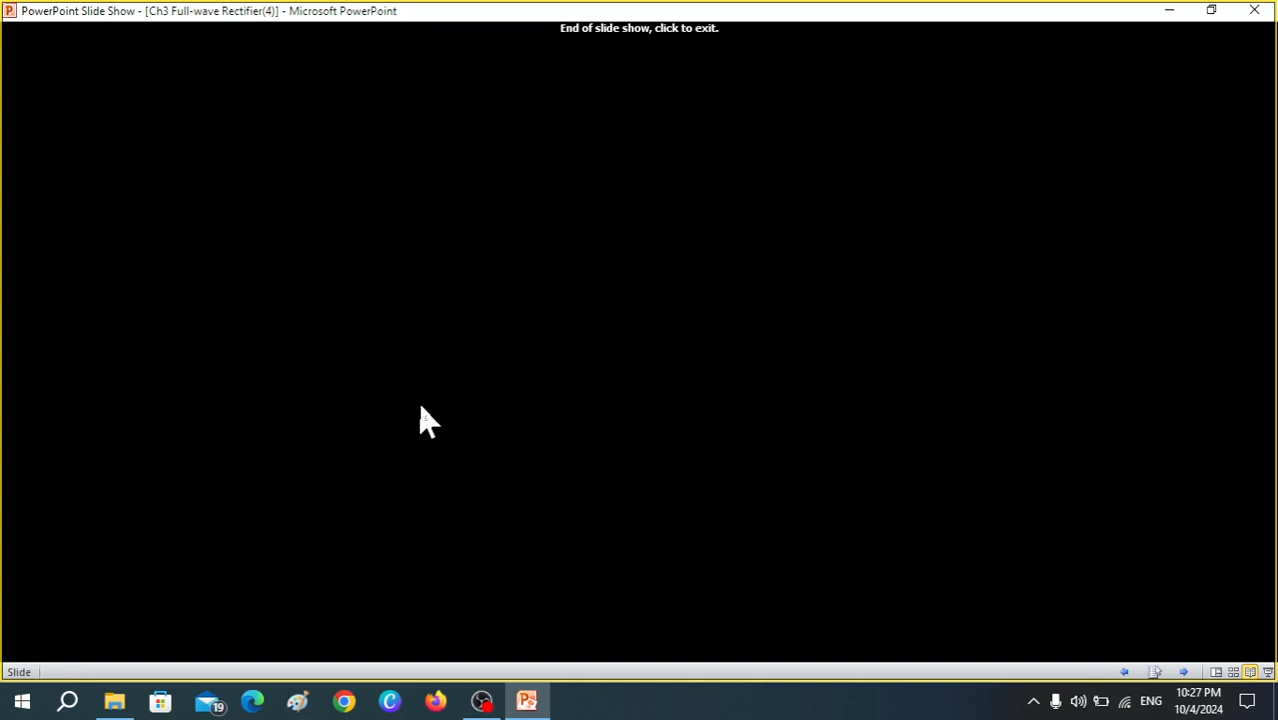 PowerPoint Slide Show - [Ch3 Full-wave Rectifier(4)] - Microsoft PowerPoint
End of slide show, click to exit.
Slide
19
ENG
10:27 PM
10/4/2024